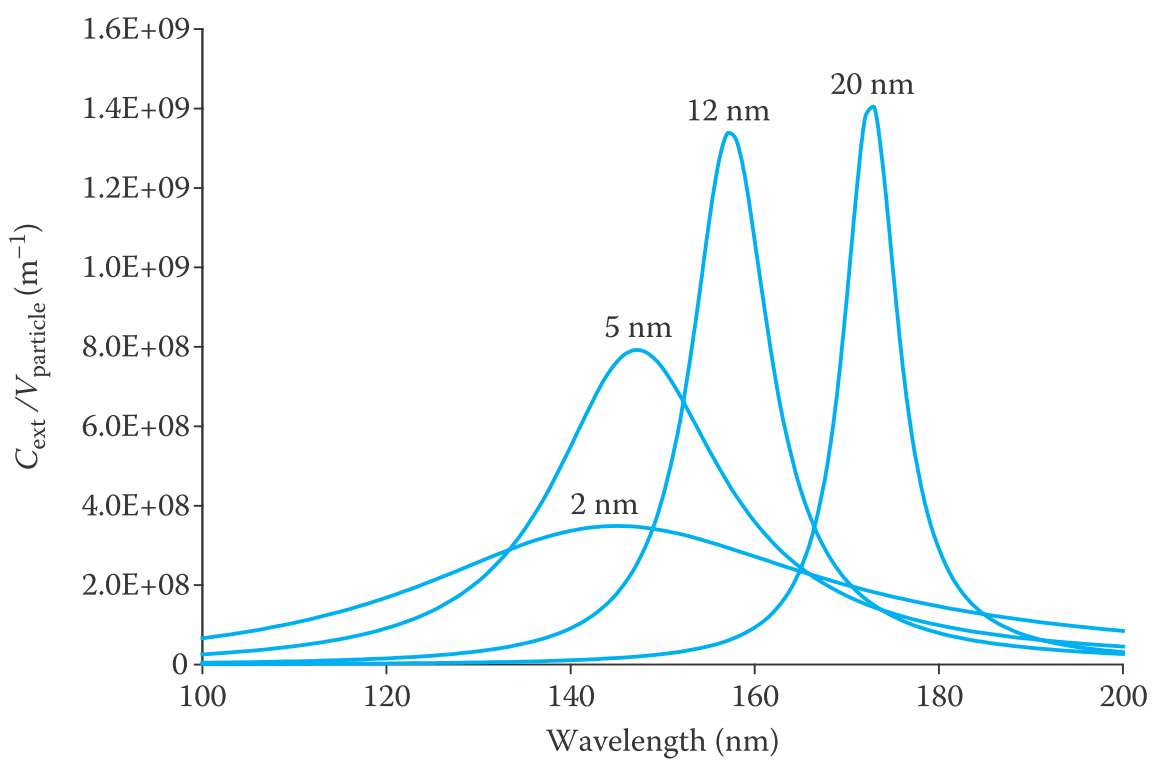 1.6E+09
1.4E+09
1.2E+09
1.0E+09
8.0E+08
6.0E+08
4.0E+08
2.0E+08
0
C_ext/V_particle (m⁻¹)
20 nm
12 nm
5 nm
2 nm
100 120 140 160 180 200
Wavelength (nm)